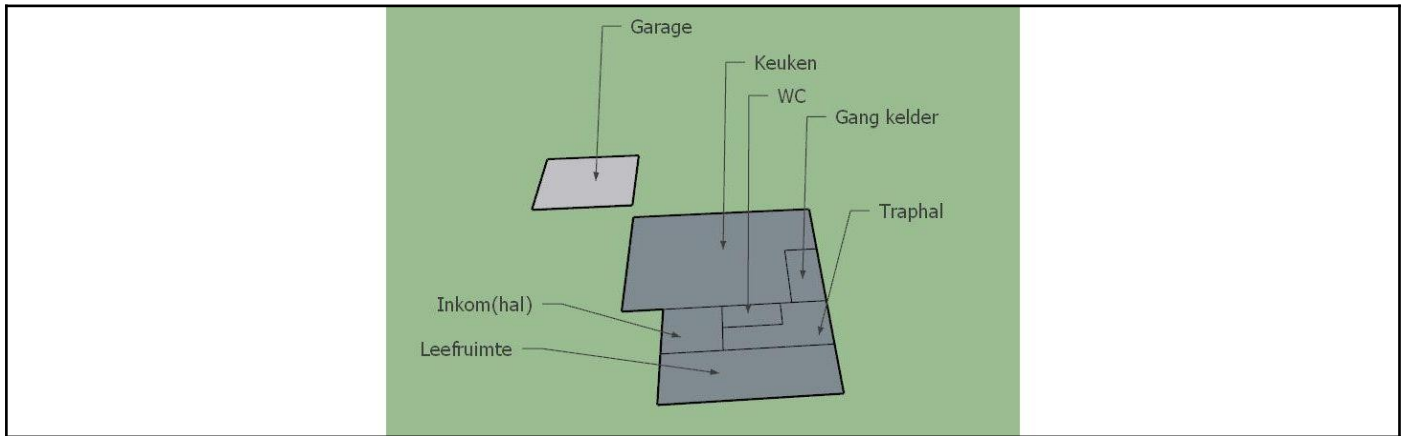 Garage
Keuken
WC
Gang kelder
Traphal
Inkom(hal)
Leefruimte